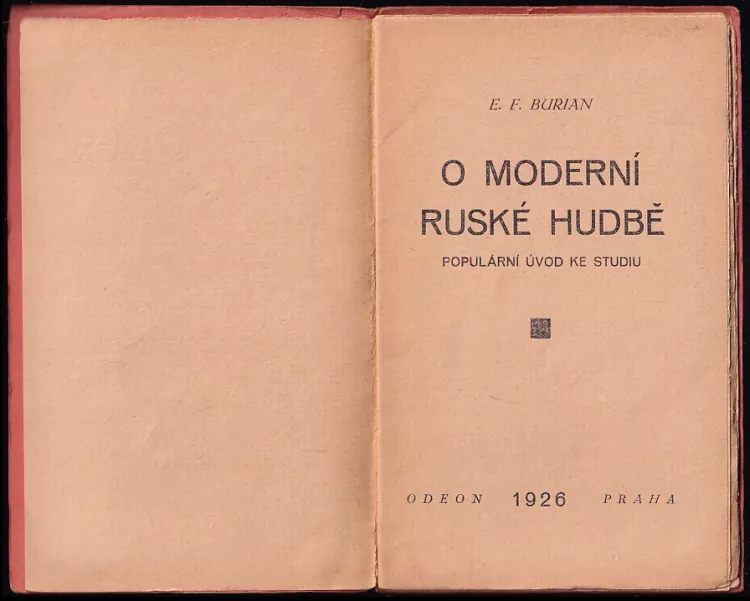 E. F. BURIAN
O MODERNÍ
RUSKÉ HUDBĚ
POPULÁRNÍ ÚVOD KE STUDIU
ODEON 1926 PRAHA